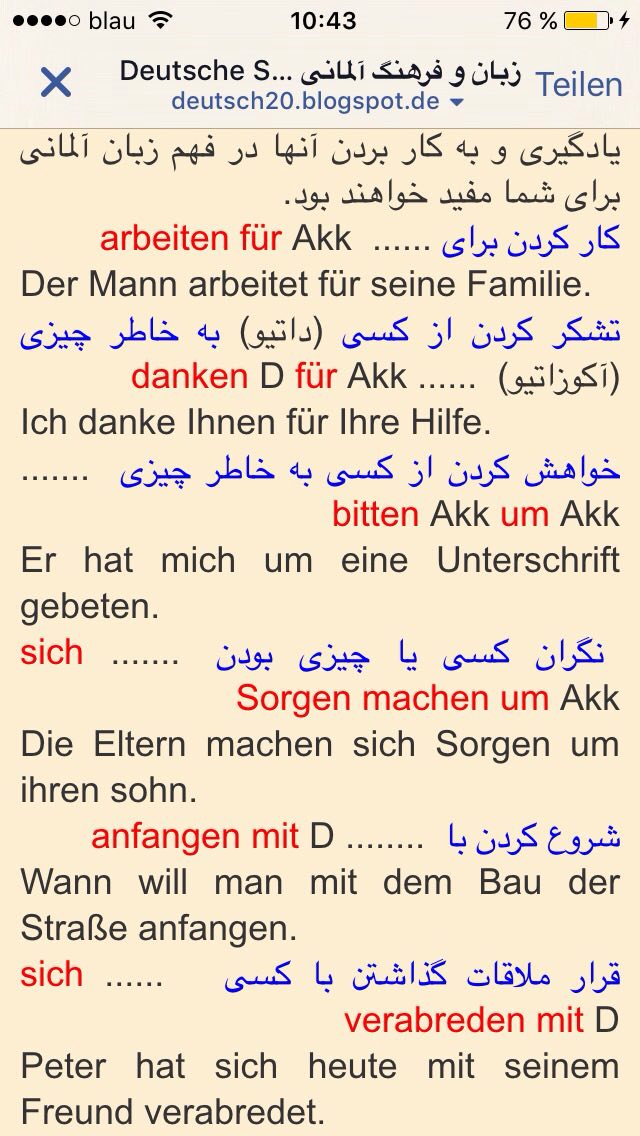 blau 10:43 76 %
Deutsche S... زبان و فرهنگ آلمانی
deutsch20.blogspot.de
Teilen
یادگیری و به کار بردن آنها در فهم زبان آلمانی
برای شما مفید خواهند بود.
کار کردن برای ...... arbeiten für Akk
Der Mann arbeitet für seine Familie.
تشکر کردن از کسی (داتیو) به خاطر چیزی
(آکوزاتیو) ...... danken D für Akk
Ich danke Ihnen für Ihre Hilfe.
خواهش کردن از کسی به خاطر چیزی .......
bitten Akk um Akk
Er hat mich um eine Unterschrift
gebeten.
نگران کسی یا چیزی بودن ....... sich
Sorgen machen um Akk
Die Eltern machen sich Sorgen um
ihren sohn.
شروع کردن با ........ anfangen mit D
Wann will man mit dem Bau der
Straße anfangen.
قرار ملاقات گذاشتن با کسی ...... sich
verabreden mit D
Peter hat sich heute mit seinem
Freund verabredet.